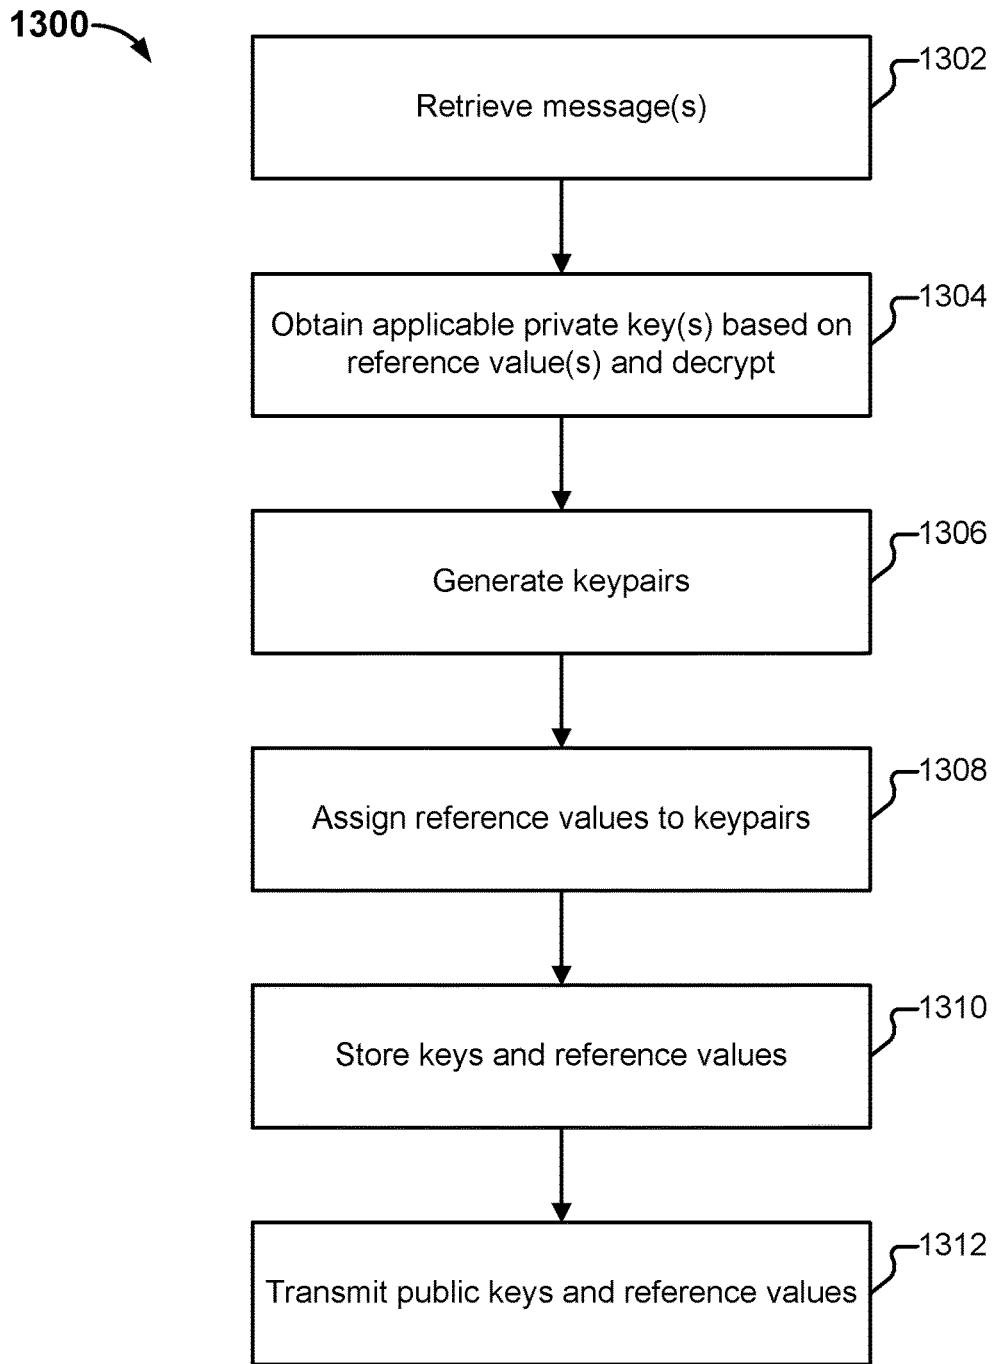 1300
1302
Retrieve message(s)
1304
Obtain applicable private key(s) based on
reference value(s) and decrypt
1306
Generate keypairs
1308
Assign reference values to keypairs
1310
Store keys and reference values
1312
Transmit public keys and reference values